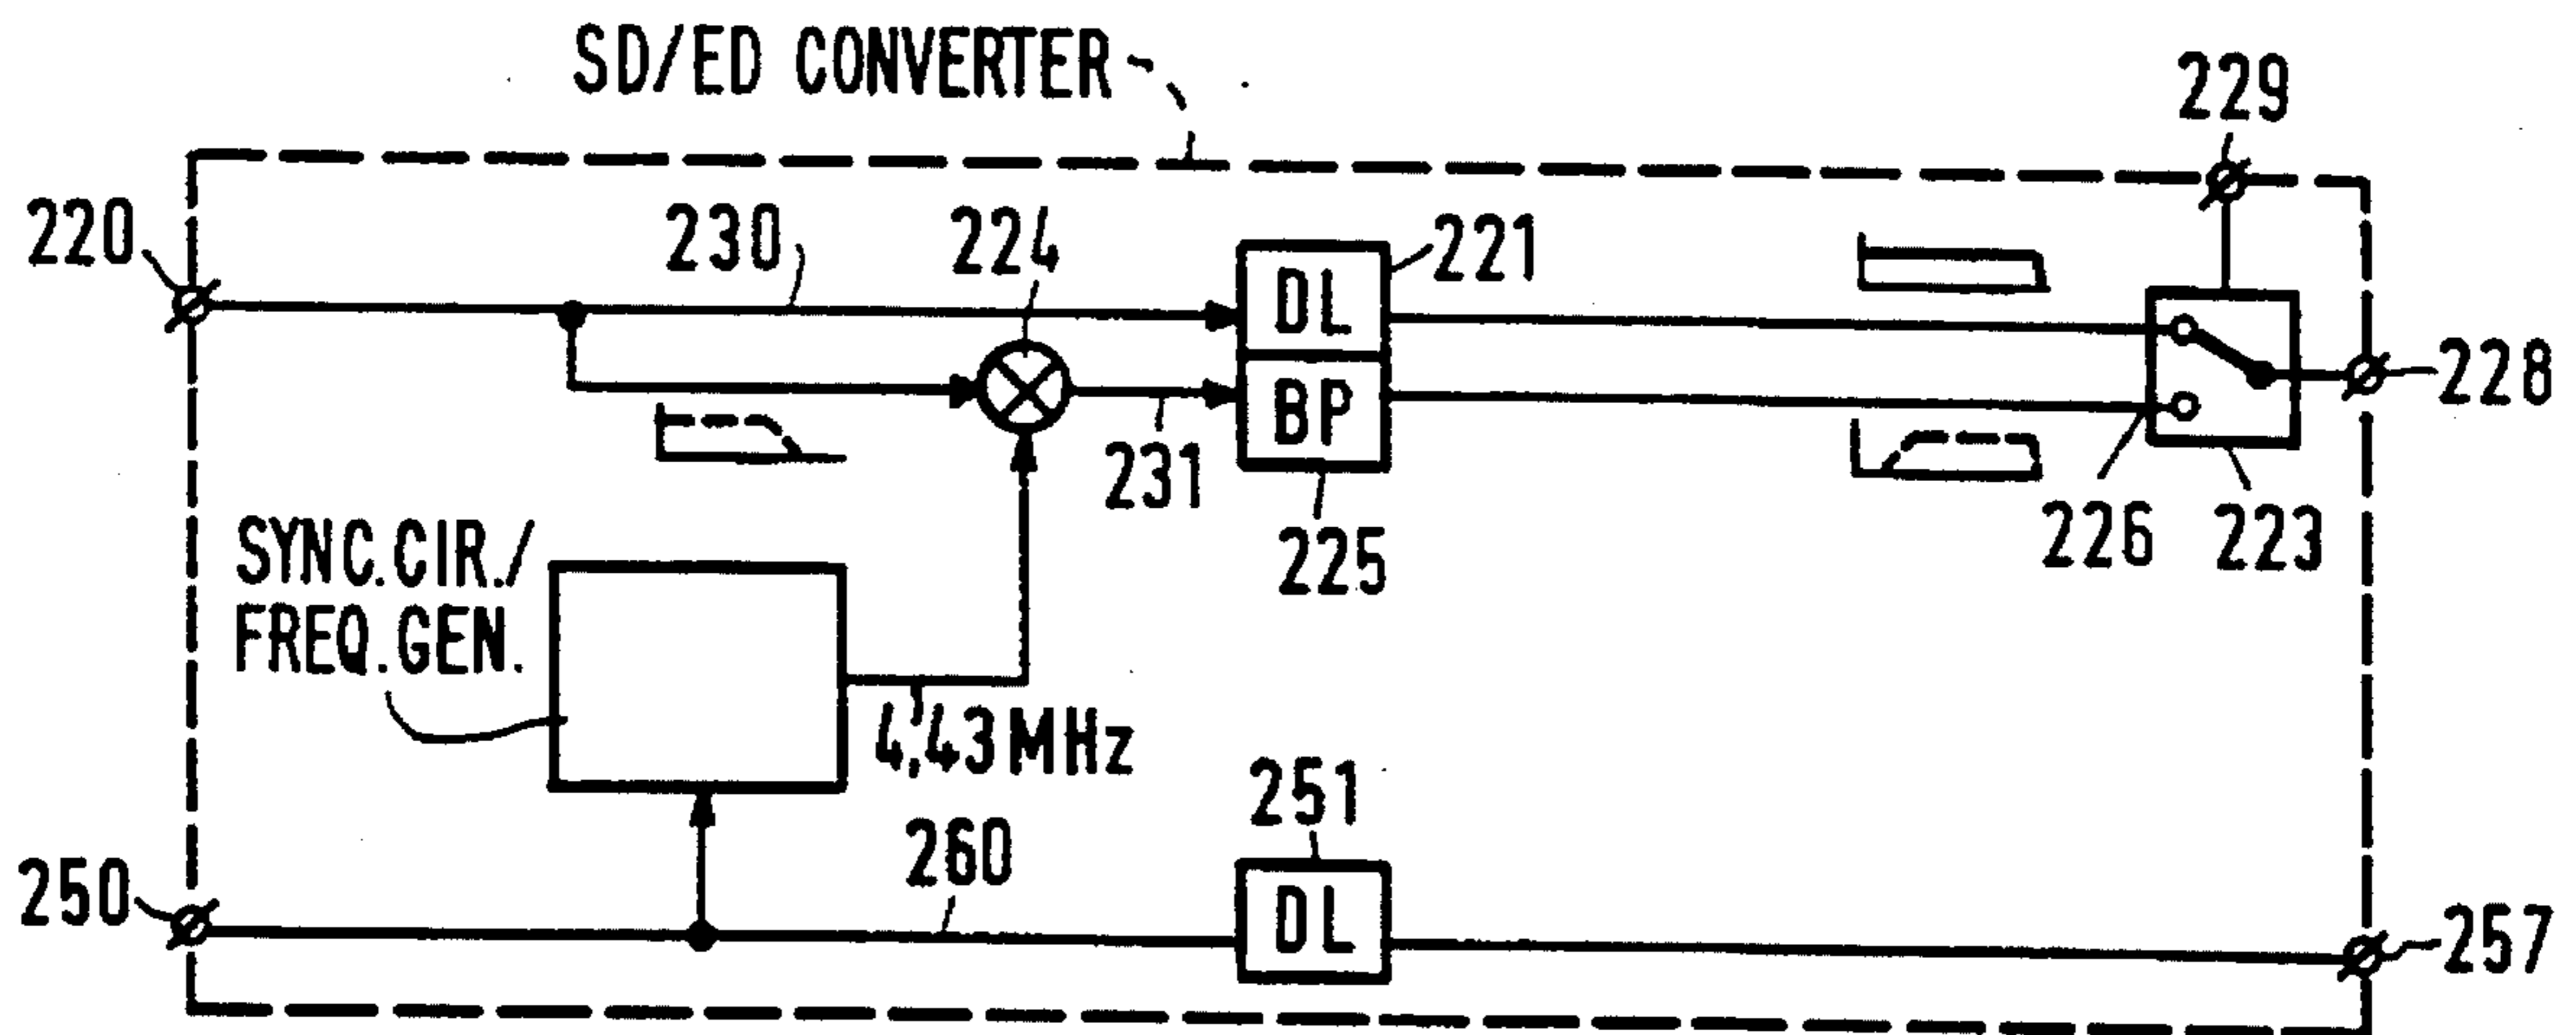 SD/ED CONVERTER
229
220
230
224
DL
221
BP
228
231
225
226
223
SYNC.CIR./
FREQ.GEN.
4,43 MHz
251
250
260
DL
257